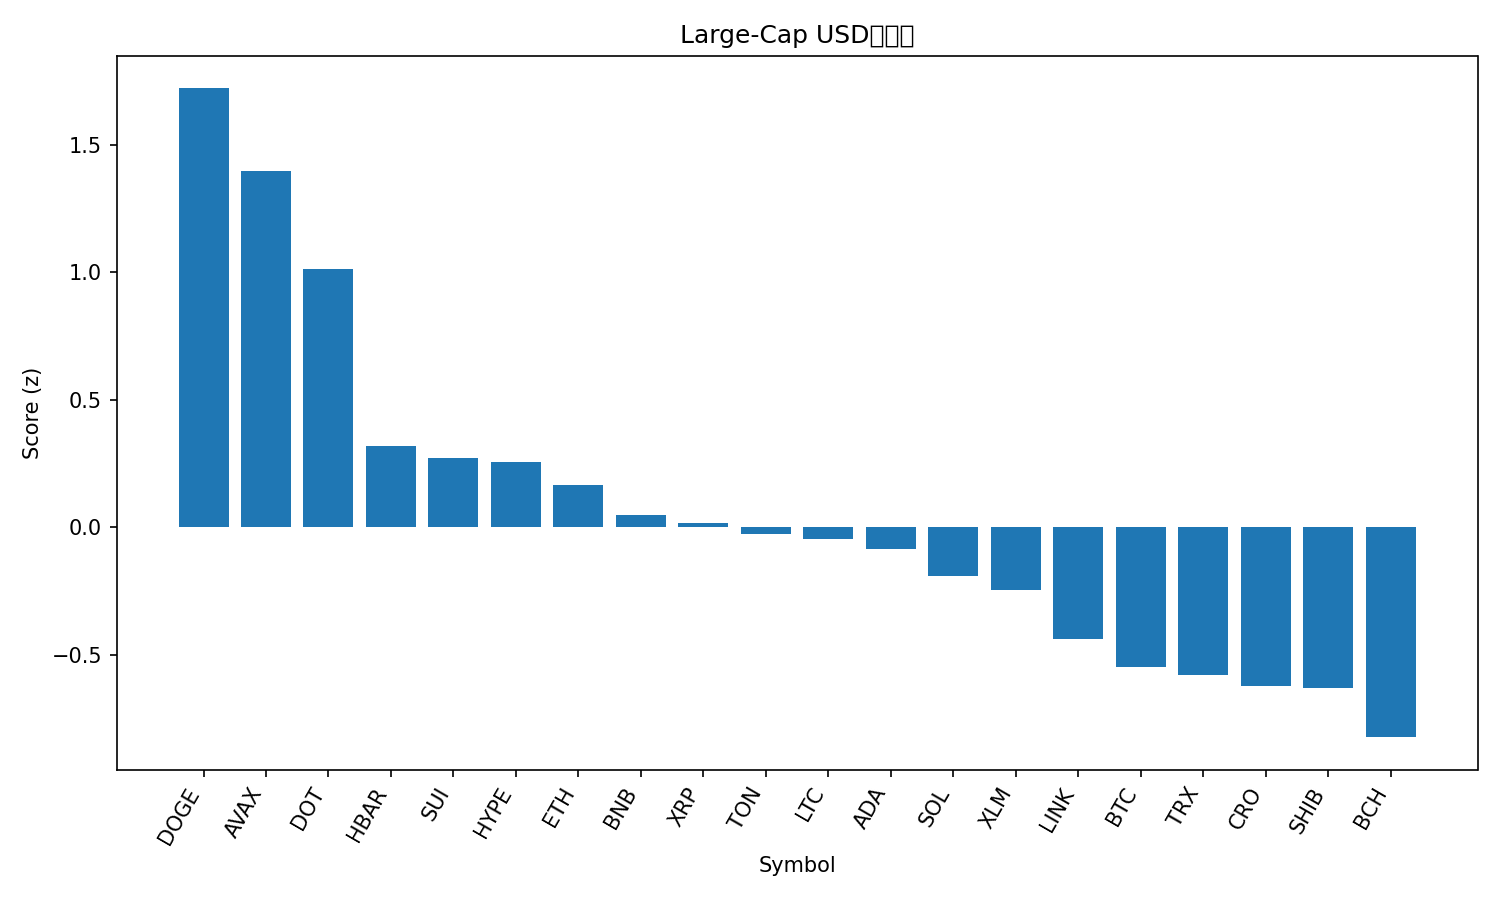 Large-Cap USD
1.5
1.0
0.5
0.0
−0.5
Score (z)
DOGE
AVAX
DOT
HBAR
SUI
HYPE
ETH
BNB
XRP
TON
LTC
ADA
SOL
XLM
LINK
BTC
TRX
CRO
SHIB
BCH
Symbol